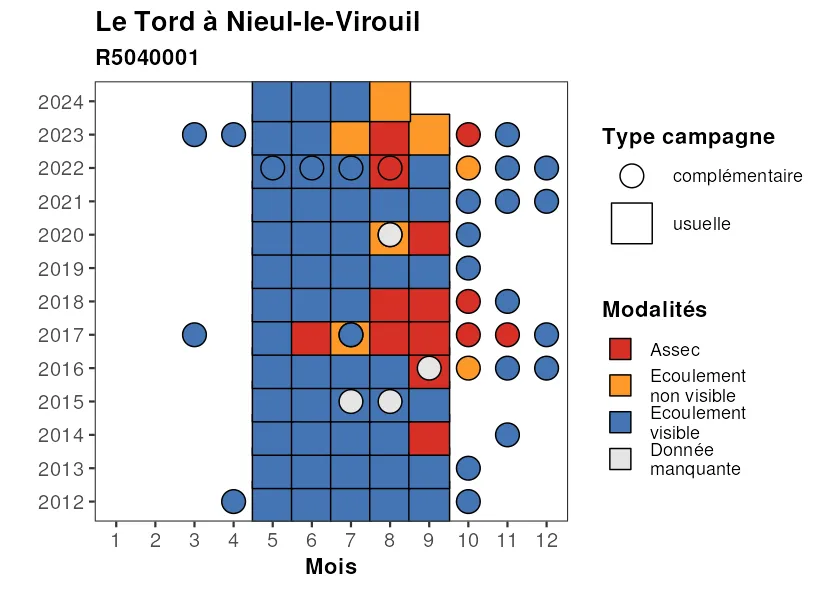 Le Tord à Nieul-le-Virouil
R5040001
2024
2023
2022
2021
2020
2019
2018
2017
2016
2015
2014
2013
2012
1 2 3 4 5 6 7 8 9 10 11 12
Mois
Type campagne
complémentaire
usuelle
Modalités
Assec
Ecoulement
non visible
Ecoulement
visible
Donnée
manquante